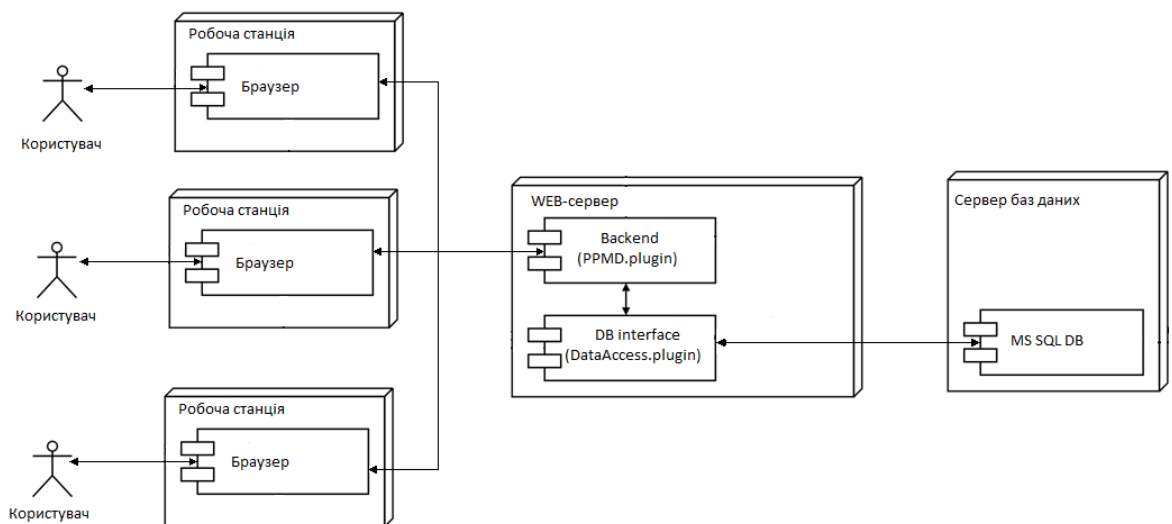 Робоча станція
Браузер
Користувач
Робоча станція
Браузер
Користувач
Робоча станція
Браузер
Користувач
WEB-сервер
Backend
(PPMD.plugin)
DB interface
(DataAccess.plugin)
Сервер баз даних
MS SQL DB